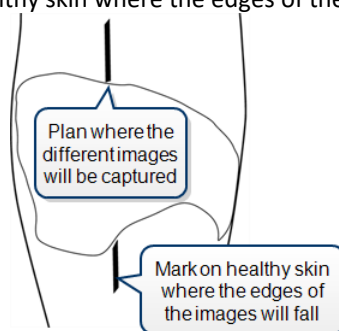 thy skin where the edges of the
Plan where the
different images
will be captured
Mark on healthy skin
where the edges of
the images will fall